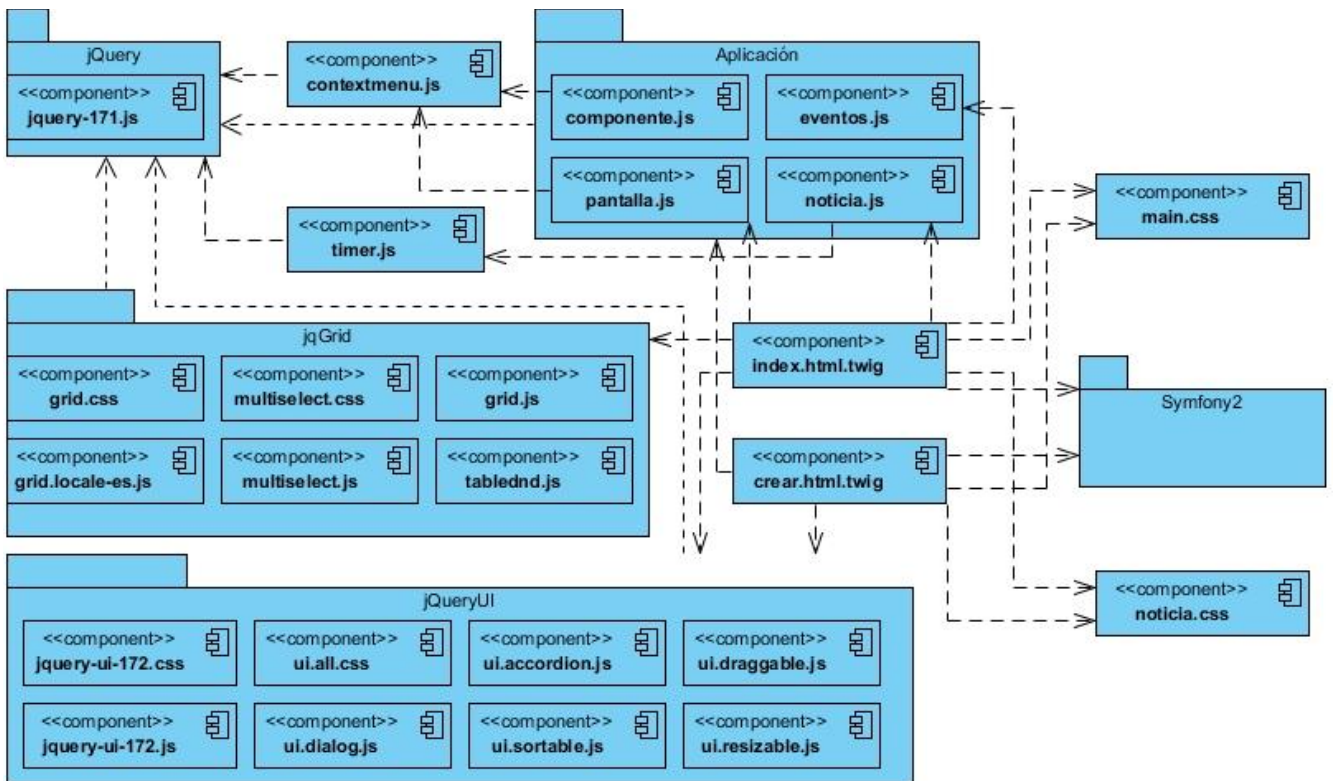 jQuery
<<component>>
jquery-171.js
<<component>>
contextmenu.js
Aplicación
<<component>>
componente.js
<<component>>
eventos.js
<<component>>
pantalla.js
<<component>>
noticia.js
<<component>>
timer.js
<<component>>
main.css
jqGrid
<<component>>
grid.css
<<component>>
multiselect.css
<<component>>
grid.js
<<component>>
grid.locale-es.js
<<component>>
multiselect.js
<<component>>
tablednd.js
<<component>>
index.html.twig
<<component>>
crear.html.twig
Symfony2
<<component>>
noticia.css
jQueryUI
<<component>>
jquery-ui-172.css
<<component>>
ui.all.css
<<component>>
ui.accordion.js
<<component>>
ui.draggable.js
<<component>>
jquery-ui-172.js
<<component>>
ui.dialog.js
<<component>>
ui.sortable.js
<<component>>
ui.resizable.js